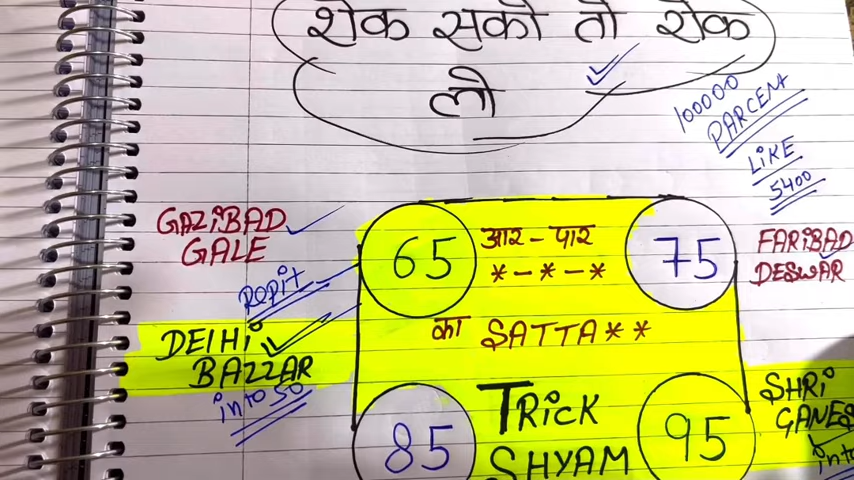 रोक सको तो रोक
लो
100000
PARCENT
LIKE
5400
GAZIBAD
GALE
65
आर-पार
*-*-*
75
FARIBAD
DESWAR
Repit
DELHI
BAZZAR
into 50
का SATTA**
85
TRICK
SHYAM
95
SHRI
GANES
into